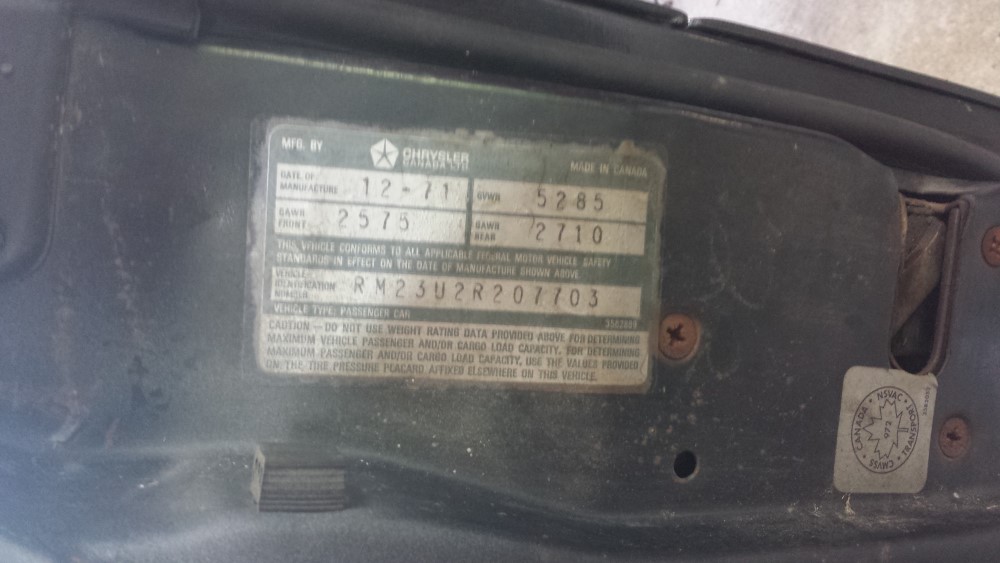 MFG. BY CHRYSLER CANADA LTD. MADE IN CANADA
DATE OF MANUFACTURE 12-71 GVWR 5285
GAWR FRONT 2575 GAWR REAR 2710
THIS VEHICLE CONFORMS TO ALL APPLICABLE FEDERAL MOTOR VEHICLE SAFETY
STANDARDS IN EFFECT ON THE DATE OF MANUFACTURE SHOWN ABOVE
VEHICLE IDENTIFICATION NUMBER RM23U2R207703
VEHICLE TYPE: PASSENGER CAR
CAUTION — DO NOT USE WEIGHT RATING DATA PROVIDED ABOVE FOR DETERMINING
MAXIMUM VEHICLE PASSENGER AND/OR CARGO LOAD CAPACITY. FOR DETERMINING
MAXIMUM PASSENGER AND/OR CARGO LOAD CAPACITY, USE THE VALUES PROVIDED
ON THE TIRE PRESSURE PLACARD AFFIXED ELSEWHERE ON THIS VEHICLE.
CANADA • NSVAC • TRANSPORT • CMVSS
972